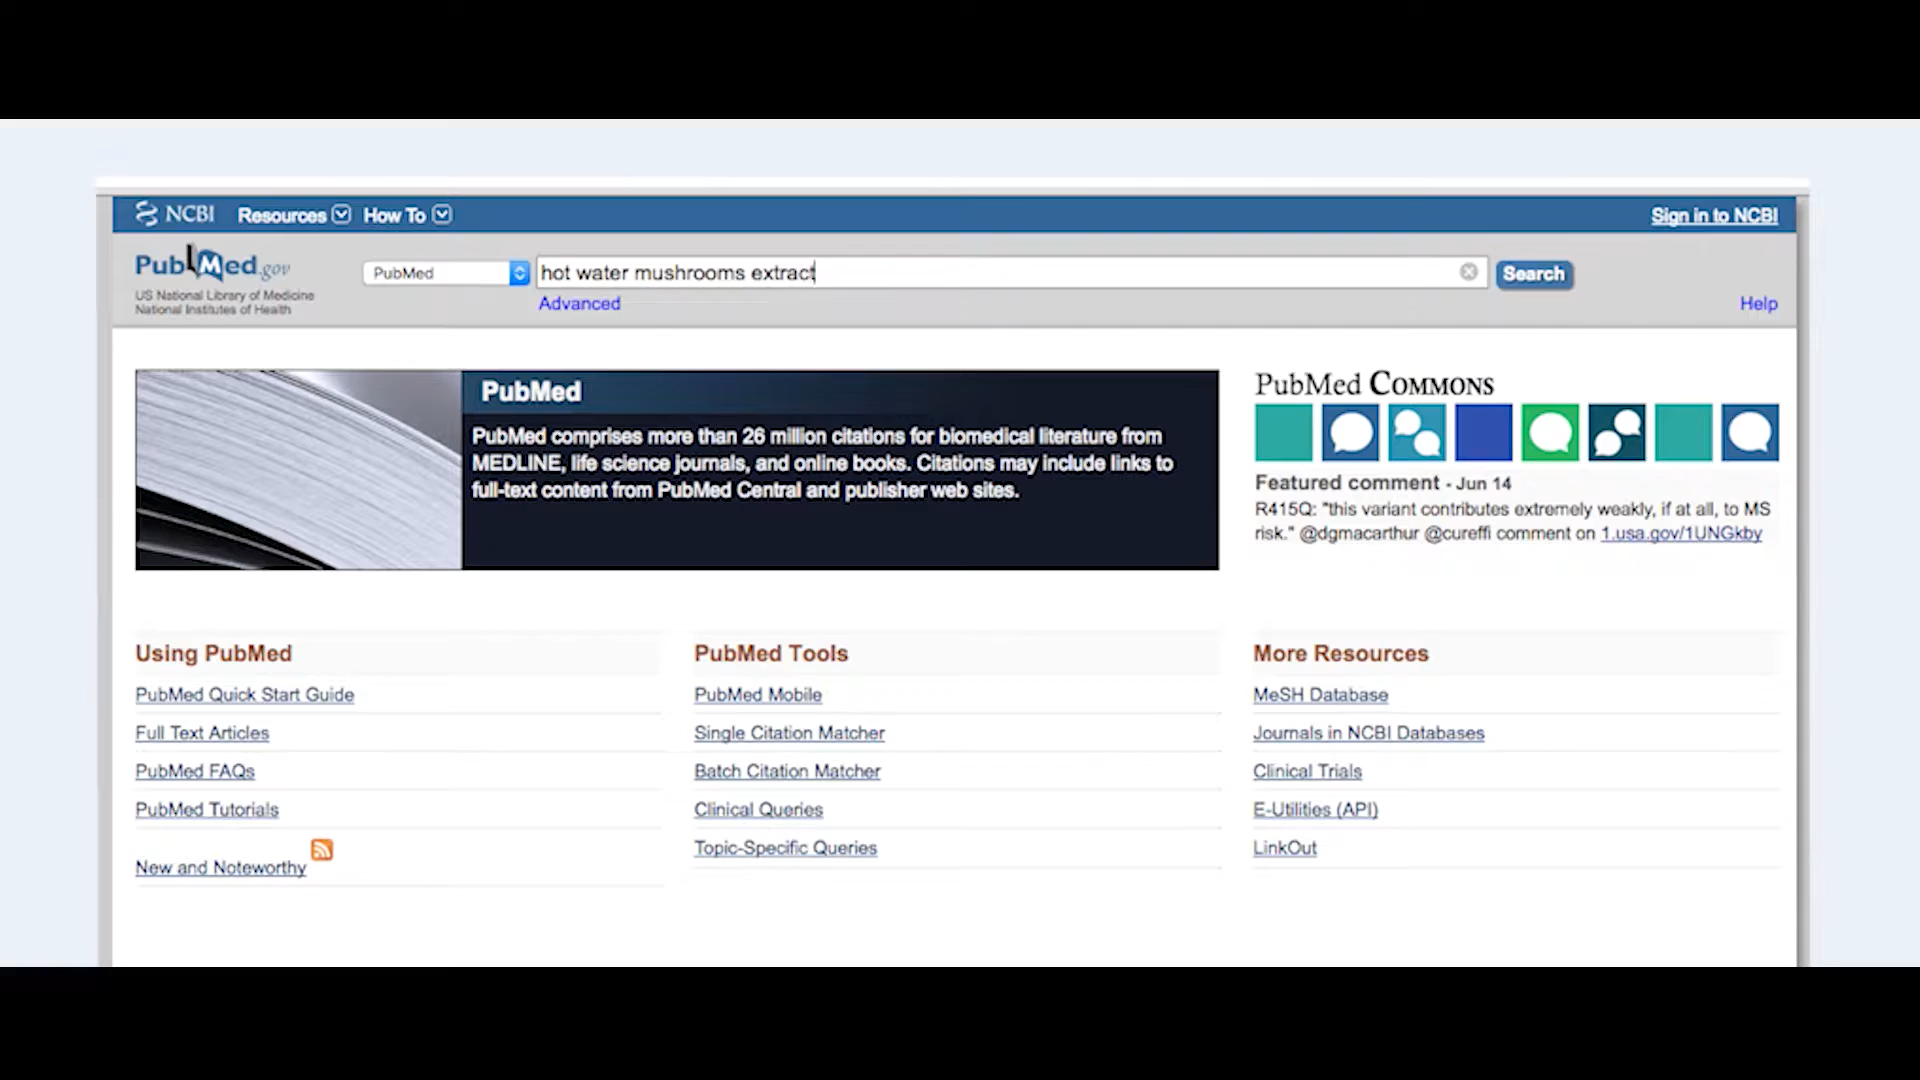 NCBI Resources How To Sign in to NCBI
PubMed.gov
US National Library of Medicine
National Institutes of Health
PubMed
hot water mushrooms extract
Search
Advanced
Help
PubMed
PubMed comprises more than 26 million citations for biomedical literature from
MEDLINE, life science journals, and online books. Citations may include links to
full-text content from PubMed Central and publisher web sites.
PubMed COMMONS
Featured comment - Jun 14
R415Q: "this variant contributes extremely weakly, if at all, to MS
risk." @dgmacarthur @cureffi comment on 1.usa.gov/1UNGkby
Using PubMed
PubMed Quick Start Guide
Full Text Articles
PubMed FAQs
PubMed Tutorials
New and Noteworthy
PubMed Tools
PubMed Mobile
Single Citation Matcher
Batch Citation Matcher
Clinical Queries
Topic-Specific Queries
More Resources
MeSH Database
Journals in NCBI Databases
Clinical Trials
E-Utilities (API)
LinkOut